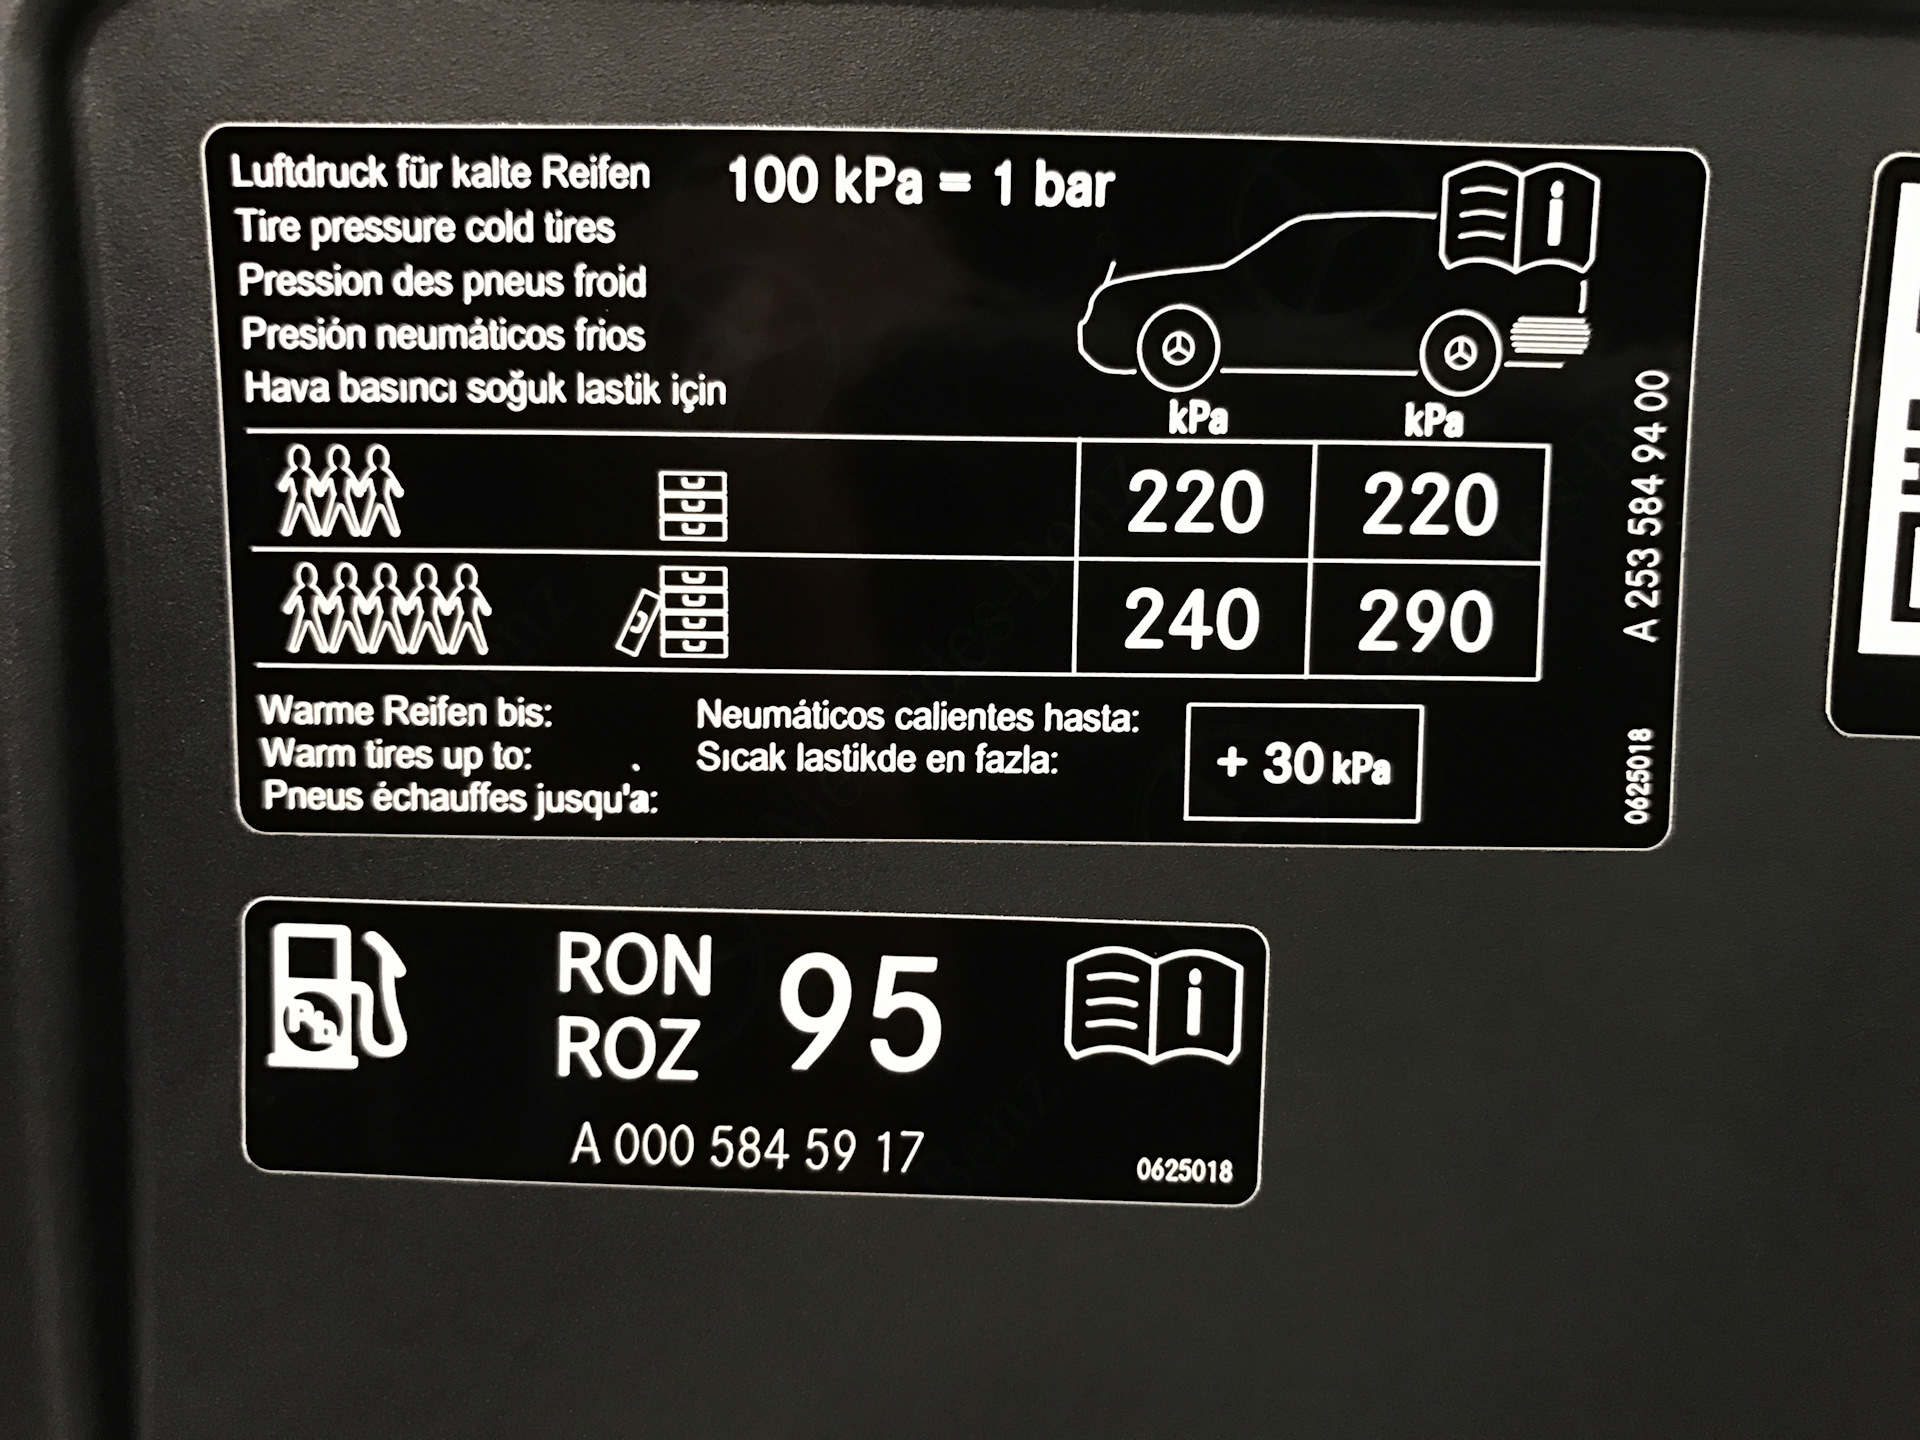 Luftdruck für kalte Reifen
Tire pressure cold tires
Pression des pneus froid
Presión neumáticos frios
Hava basıncı soğuk lastik için
100 kPa = 1 bar
i
kPa kPa
220 220
240 290
Warme Reifen bis:
Warm tires up to:
Pneus échauffes jusqu'a:
Neumáticos calientes hasta:
Sıcak lastikde en fazla:
+ 30 kPa
A 253 584 94 00
0625018
RON
ROZ
95
i
A 000 584 59 17
0625018